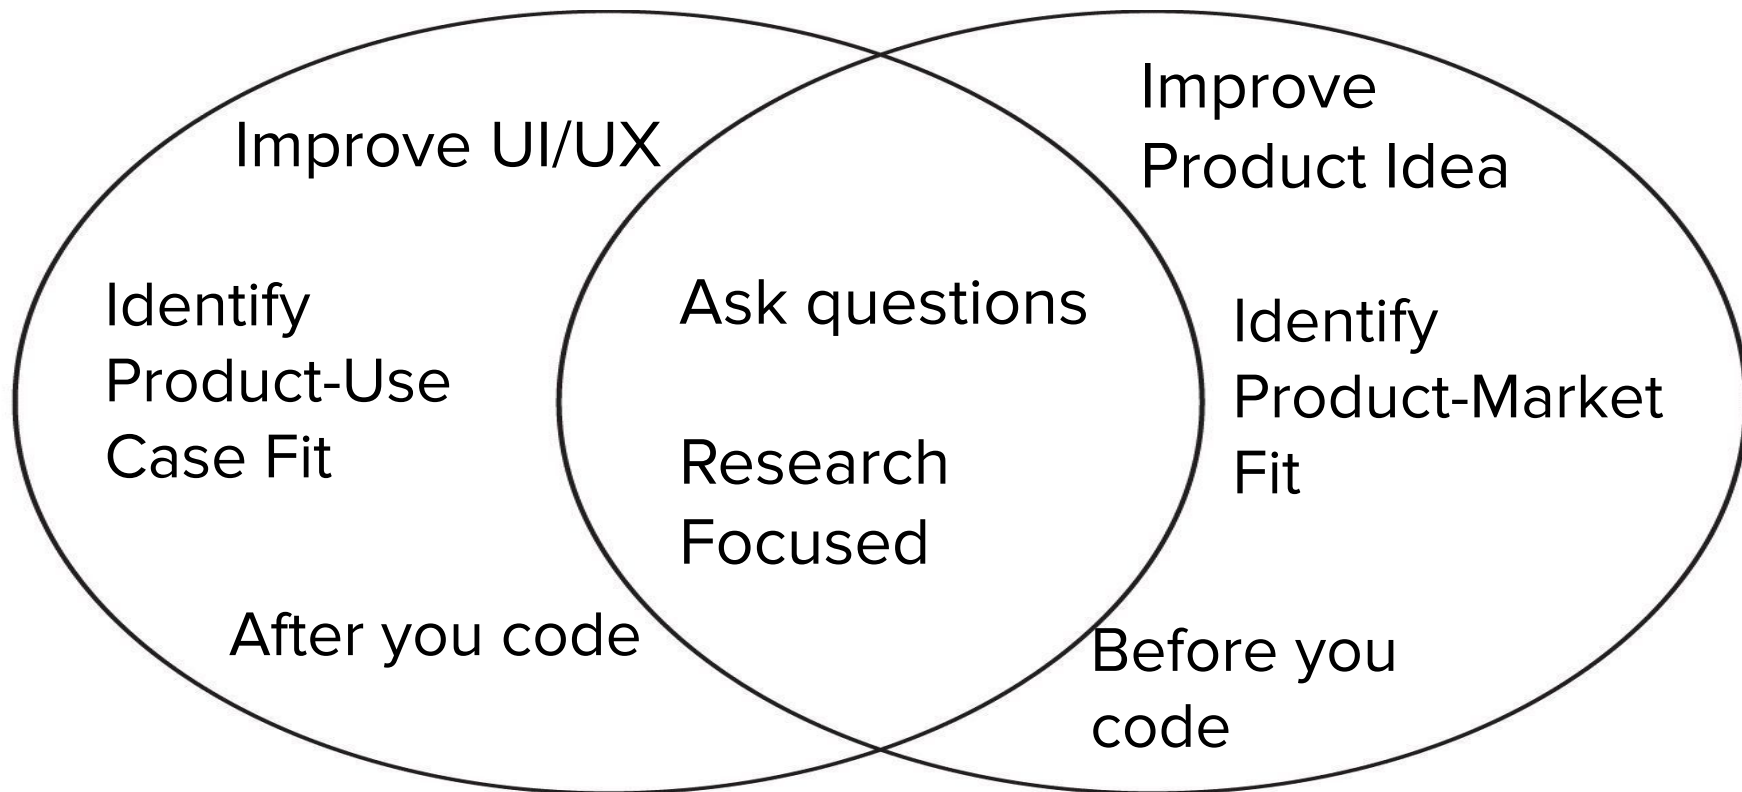 Improve UI/UX
Identify
Product-Use
Case Fit
After you code
Ask questions
Research
Focused
Improve
Product Idea
Identify
Product-Market
Fit
Before you
code